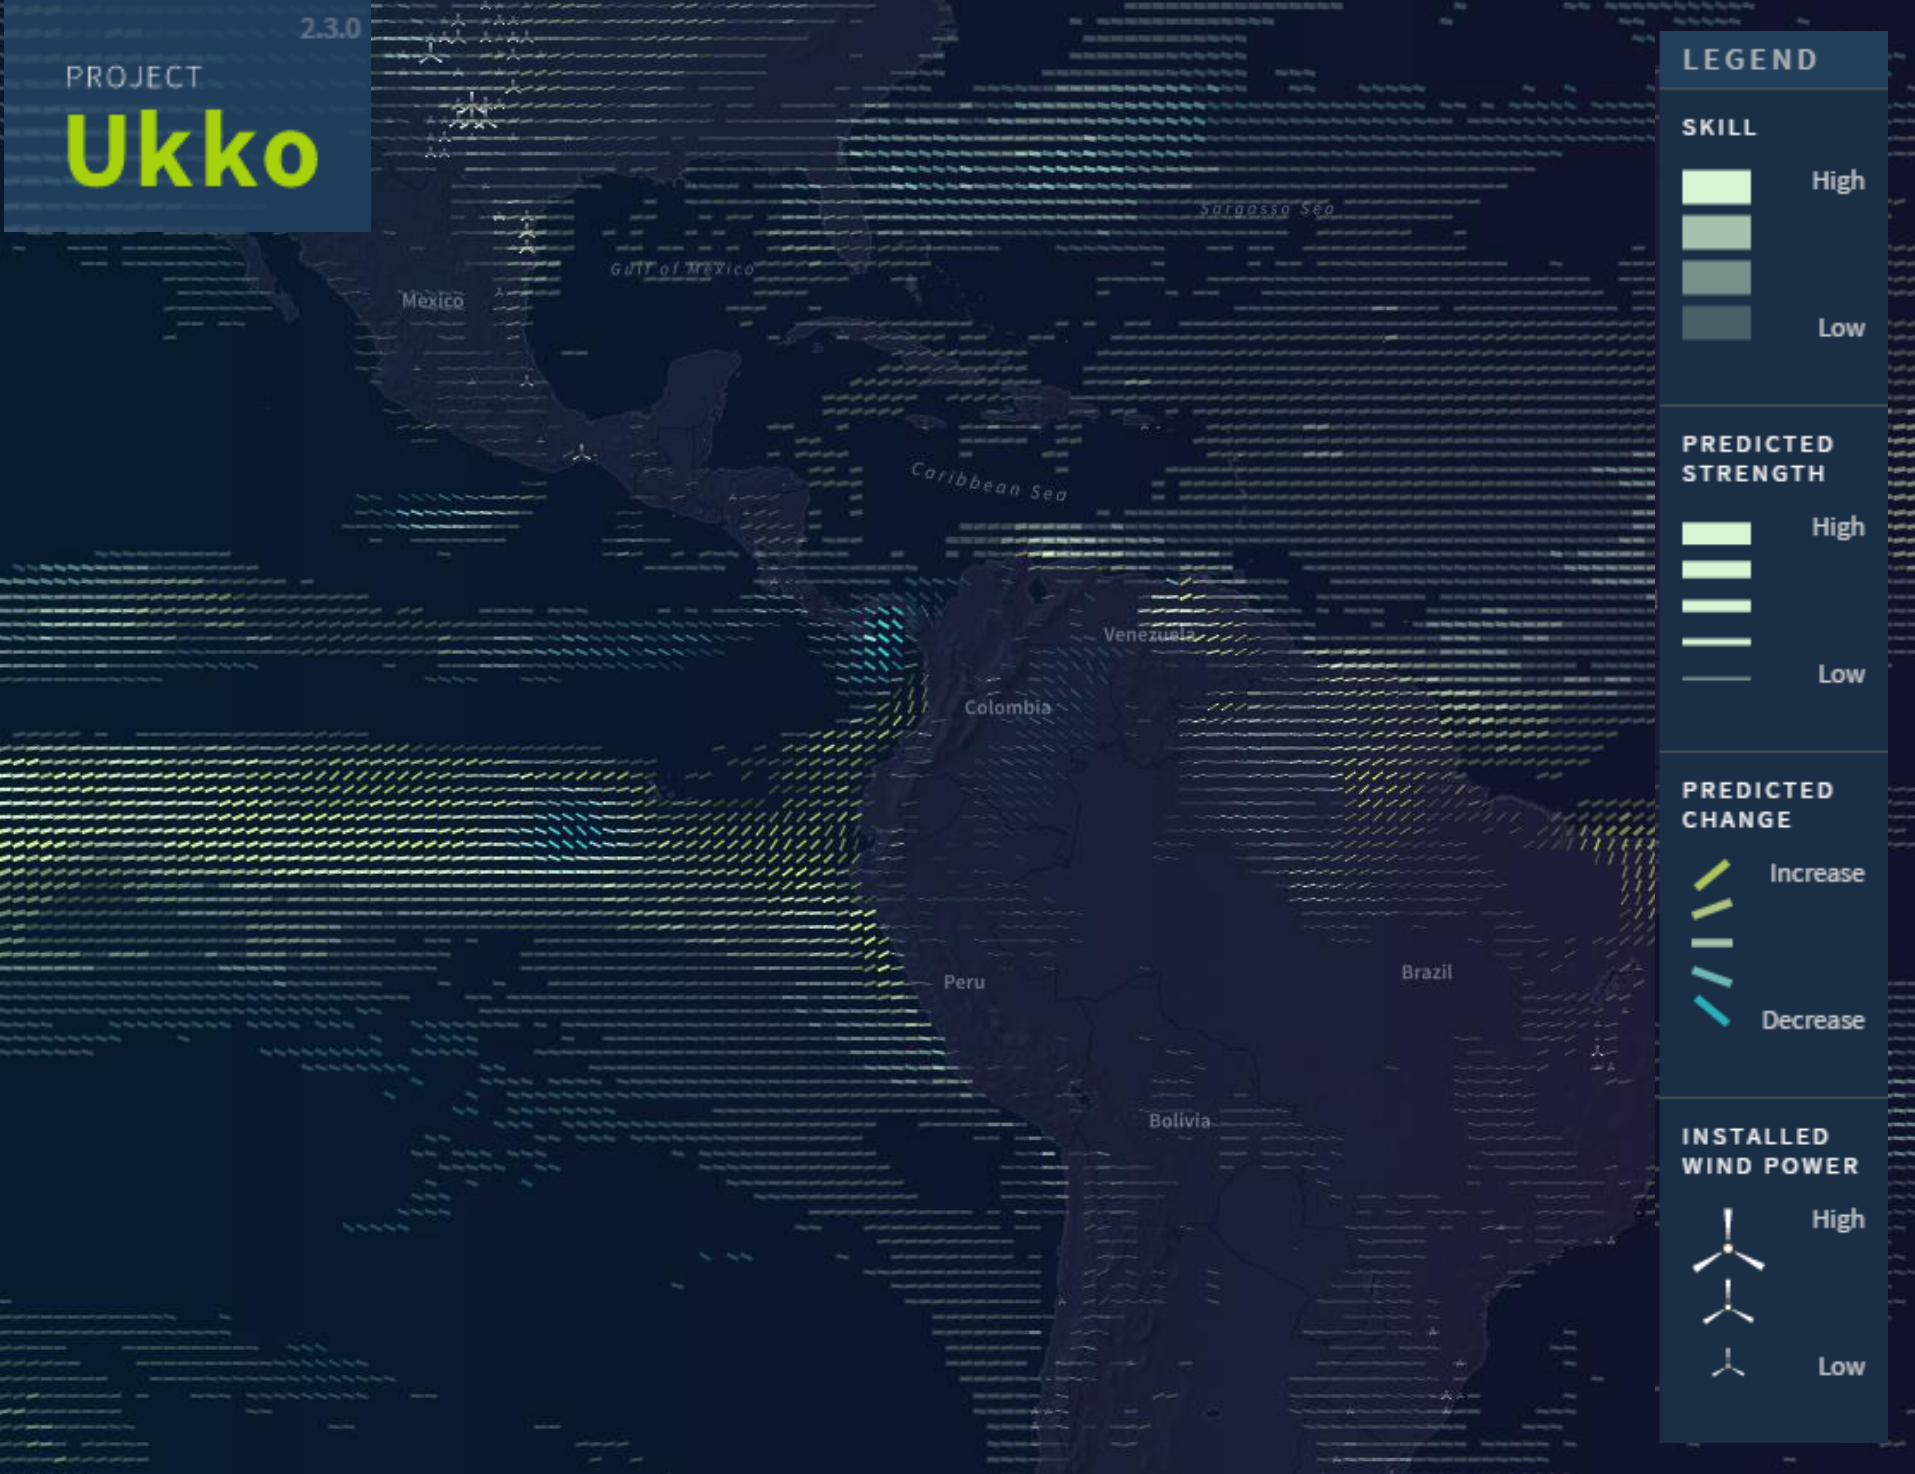 2.3.0
PROJECT
Ukko
Mexico
Gulf of Mexico
Sargasso Sea
Caribbean Sea
Venezuela
Colombia
Peru
Brazil
Bolivia
LEGEND
SKILL
High
Low
PREDICTED
STRENGTH
High
Low
PREDICTED
CHANGE
Increase
Decrease
INSTALLED
WIND POWER
High
Low